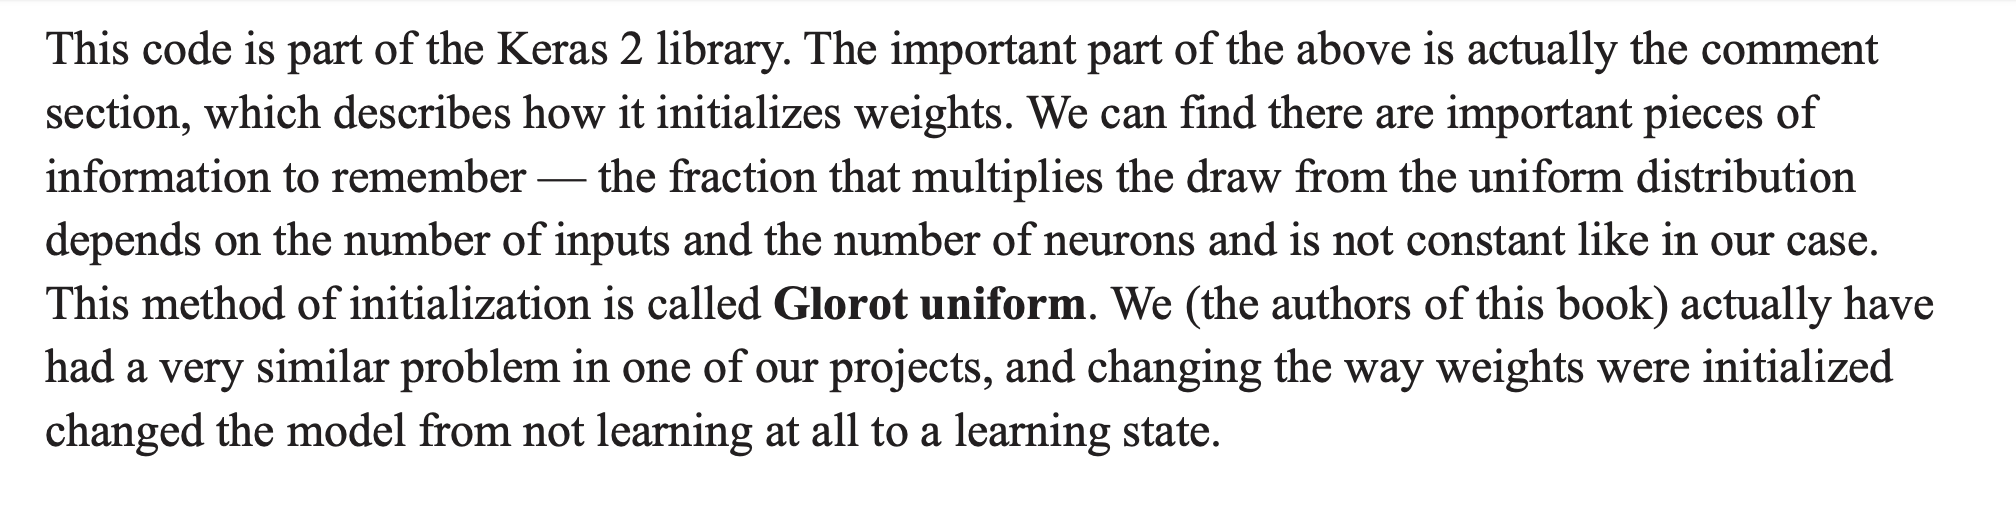 This code is part of the Keras 2 library. The important part of the above is actually the comment
section, which describes how it initializes weights. We can find there are important pieces of
information to remember — the fraction that multiplies the draw from the uniform distribution
depends on the number of inputs and the number of neurons and is not constant like in our case.
This method of initialization is called Glorot uniform. We (the authors of this book) actually have
had a very similar problem in one of our projects, and changing the way weights were initialized
changed the model from not learning at all to a learning state.